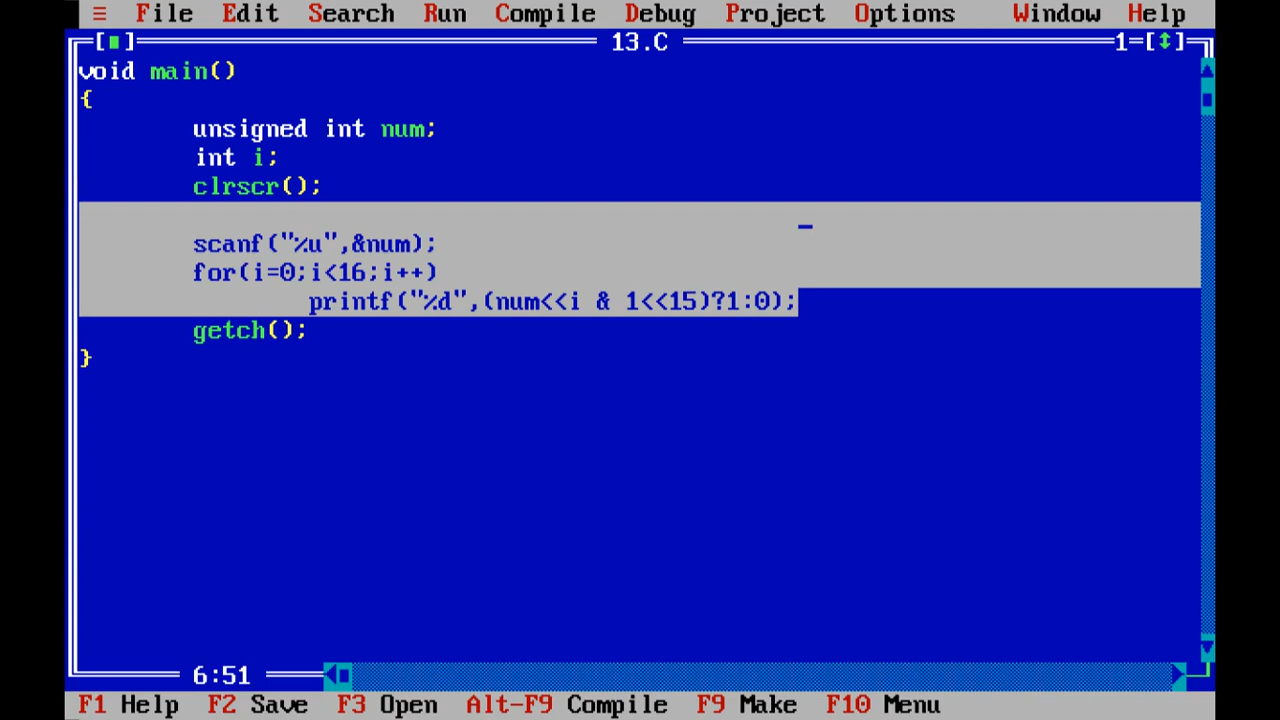 ≡ File Edit Search Run Compile Debug Project Options Window Help
[■] 13.C 1=[↕]
void main()
{
unsigned int num;
int i;
clrscr();
scanf("%u",&num);
for(i=0;i<16;i++)
printf("%d",(num<<i & 1<<15)?1:0);
getch();
}
6:51
F1 Help F2 Save F3 Open Alt-F9 Compile F9 Make F10 Menu